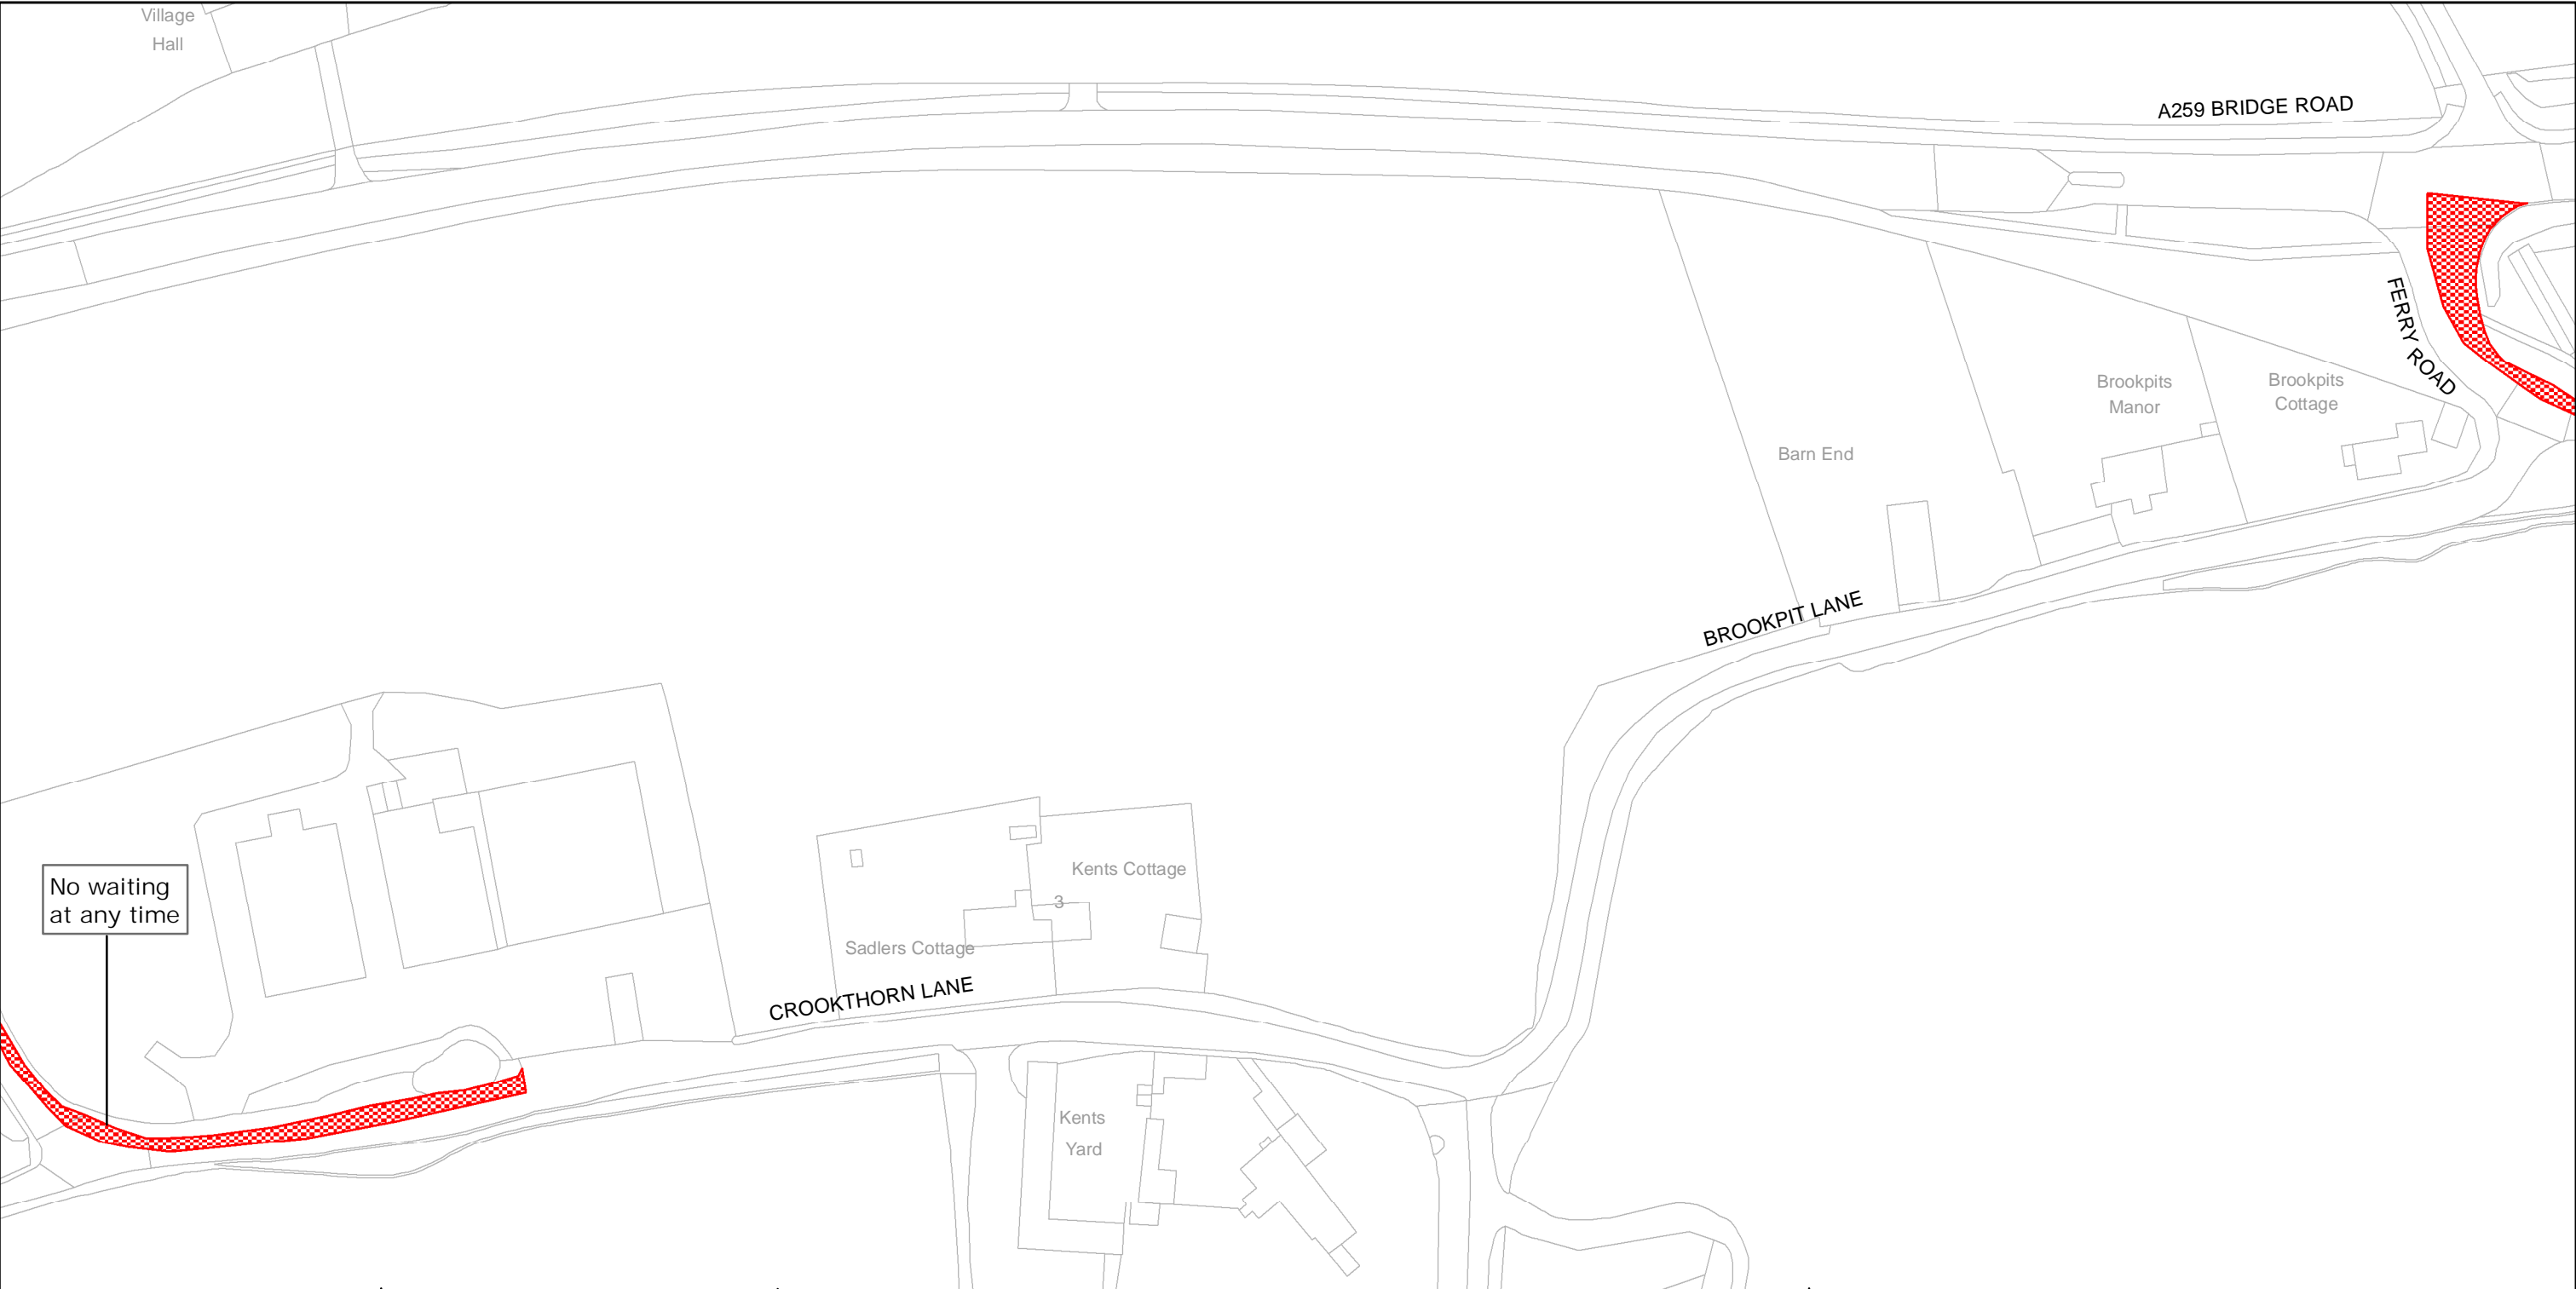 Village
Hall
A259 BRIDGE ROAD
FERRY ROAD
Brookpits
Manor
Brookpits
Cottage
Barn End
BROOKPIT LANE
No waiting
at any time
Kents Cottage
3
Sadlers Cottage
CROOKTHORN LANE
Kents
Yard